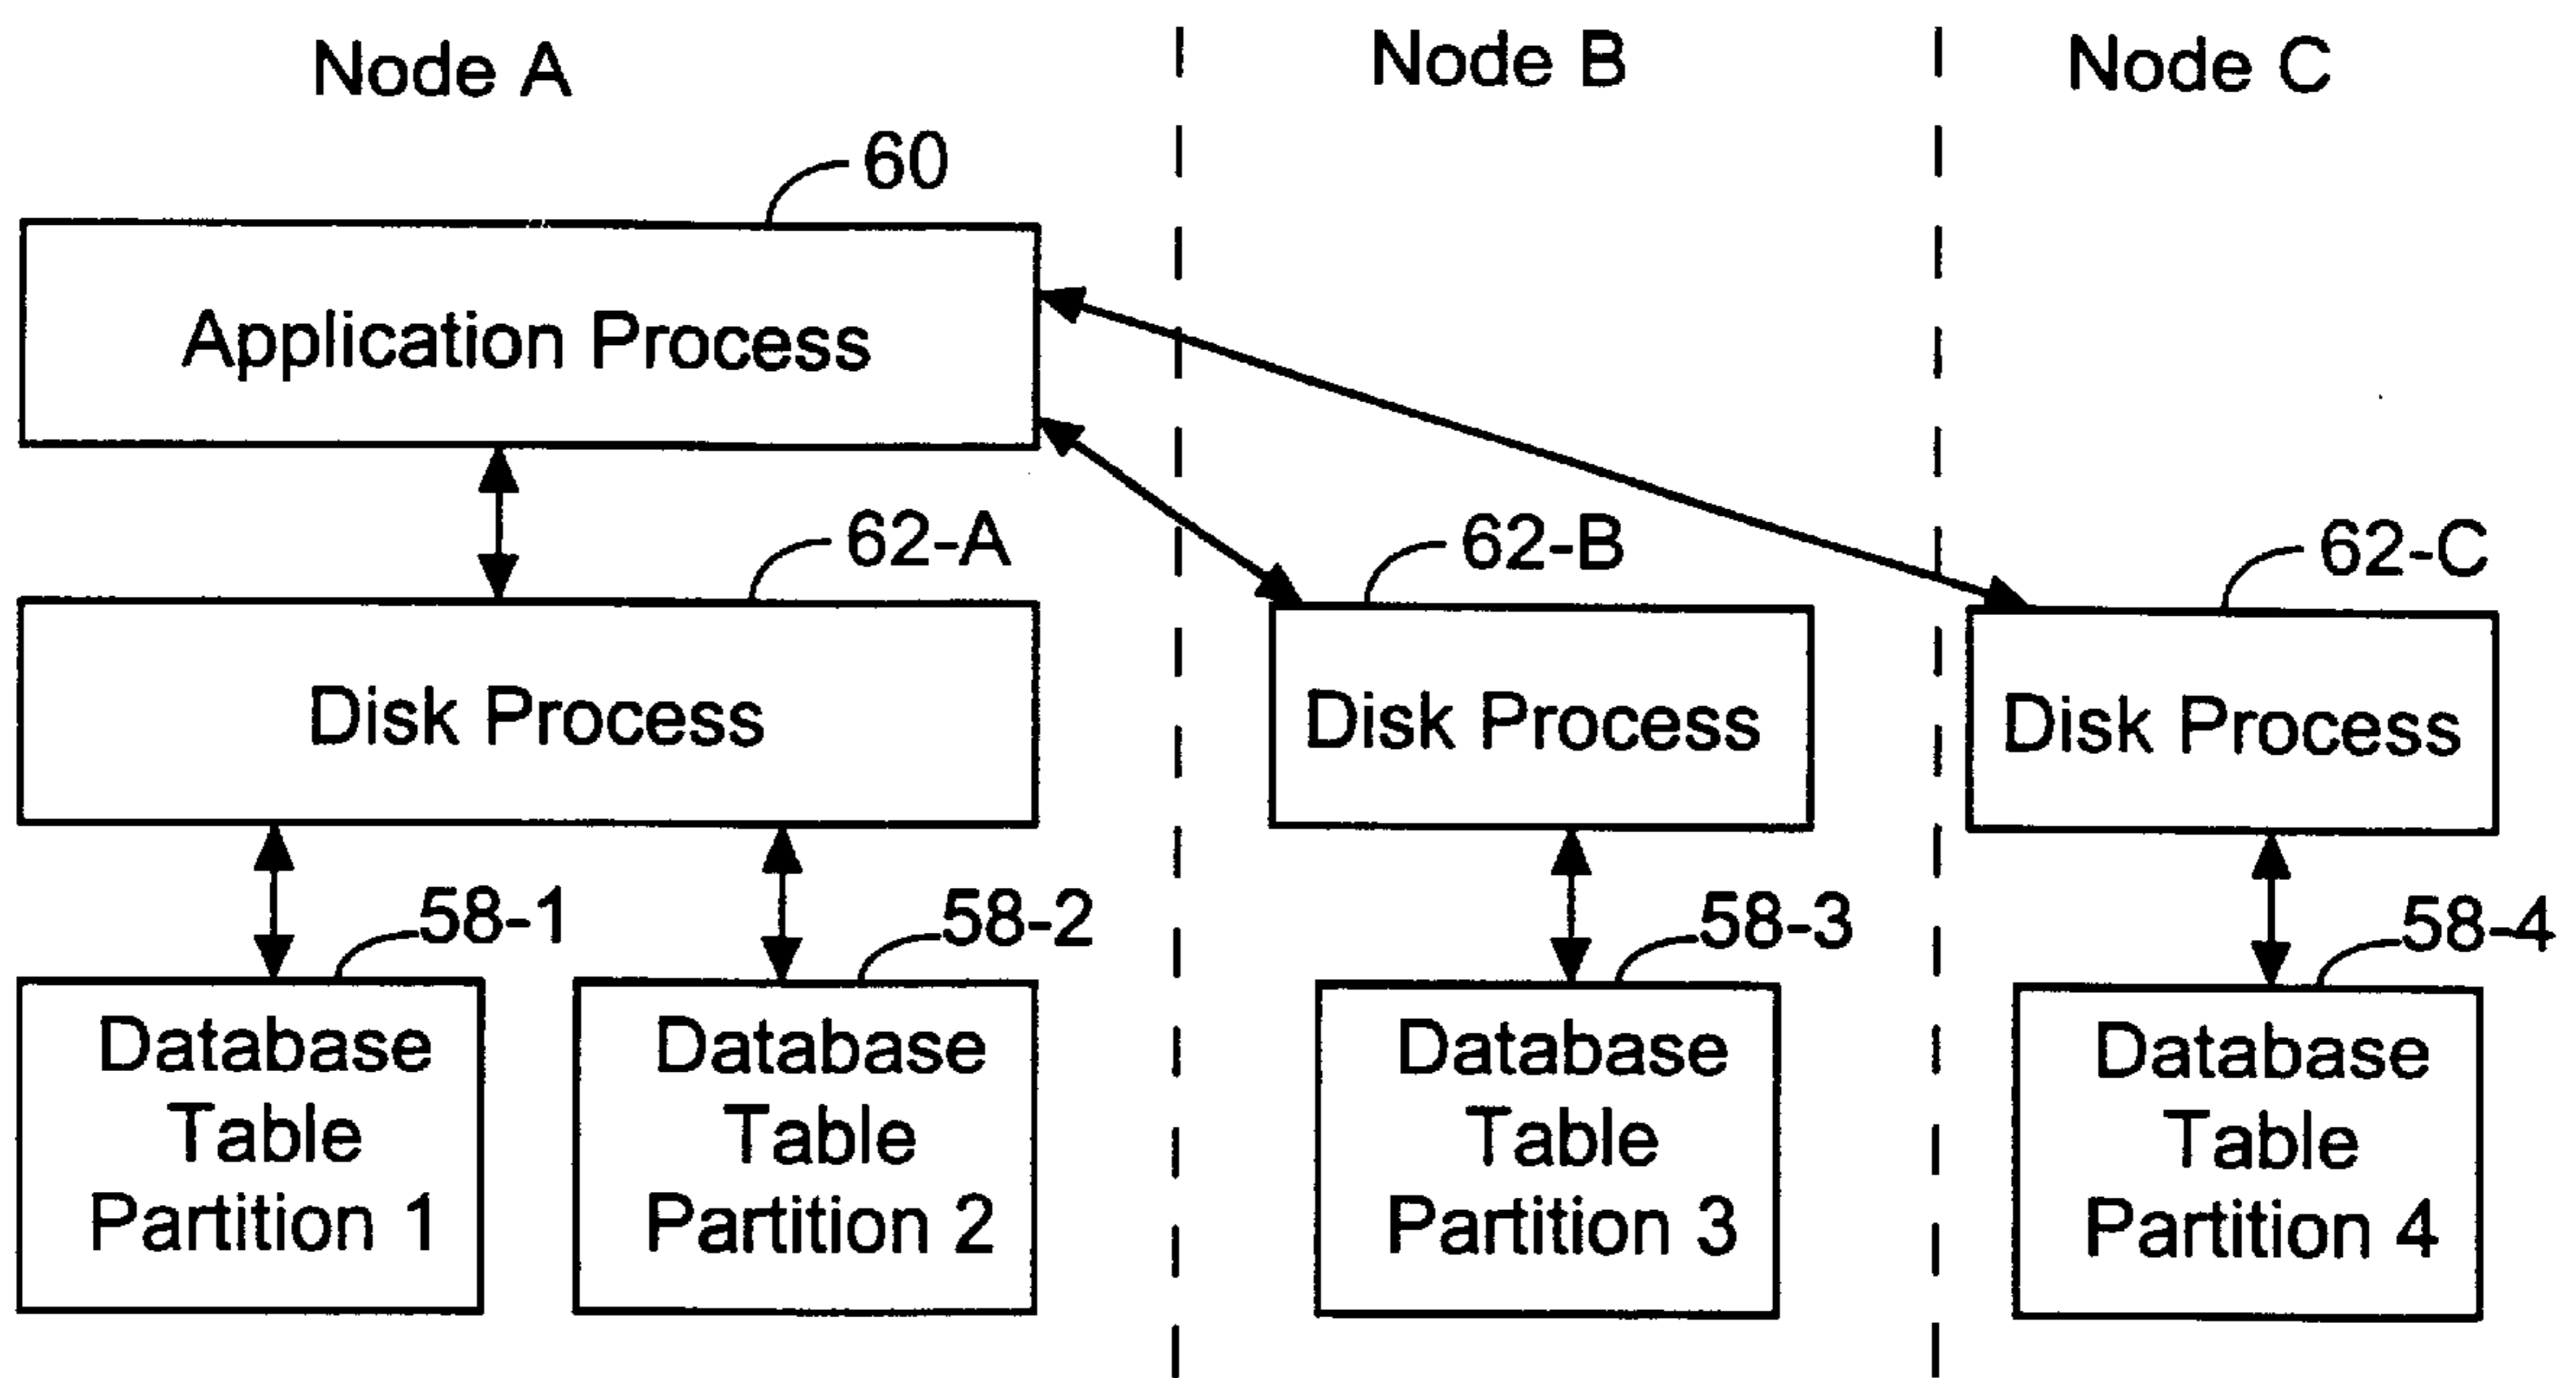 Node A
Node B
Node C
60
Application Process
62-A
62-B
62-C
Disk Process
Disk Process
Disk Process
58-1
58-2
58-3
58-4
Database
Table
Partition 1
Database
Table
Partition 2
Database
Table
Partition 3
Database
Table
Partition 4